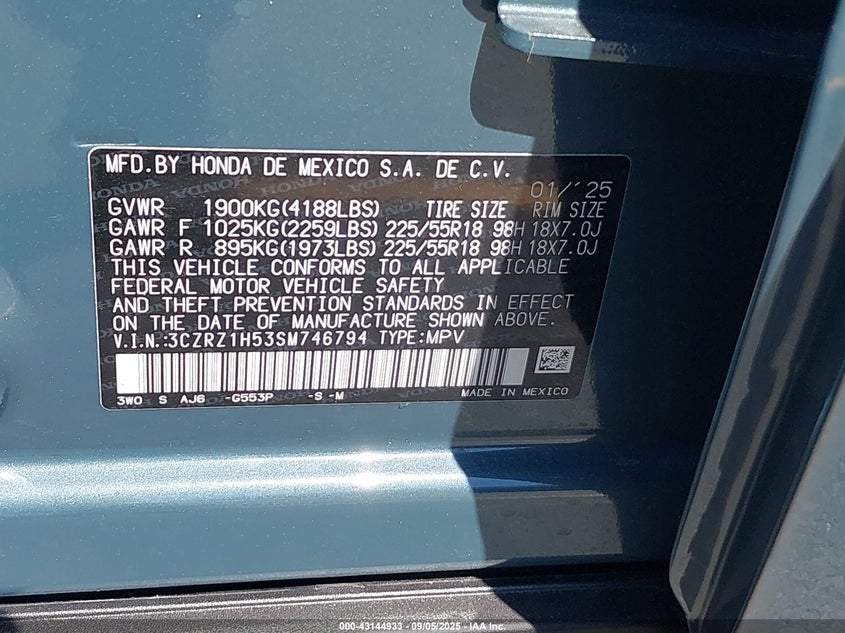 MFD.BY HONDA DE MEXICO S.A. DE C.V.
01/'25
GVWR 1900KG(4188LBS) TIRE SIZE RIM SIZE
GAWR F 1025KG(2259LBS) 225/55R18 98H 18X7.0J
GAWR R 895KG(1973LBS) 225/55R18 98H 18X7.0J
THIS VEHICLE CONFORMS TO ALL APPLICABLE
FEDERAL MOTOR VEHICLE SAFETY
AND THEFT PREVENTION STANDARDS IN EFFECT
ON THE DATE OF MANUFACTURE SHOWN ABOVE.
V.I.N.:3CZRZ1H53SM746794 TYPE:MPV
3WO S AJ6 -G553P -S -M MADE IN MEXICO
000-43144933 - 09/05/2025 - IAA Inc.